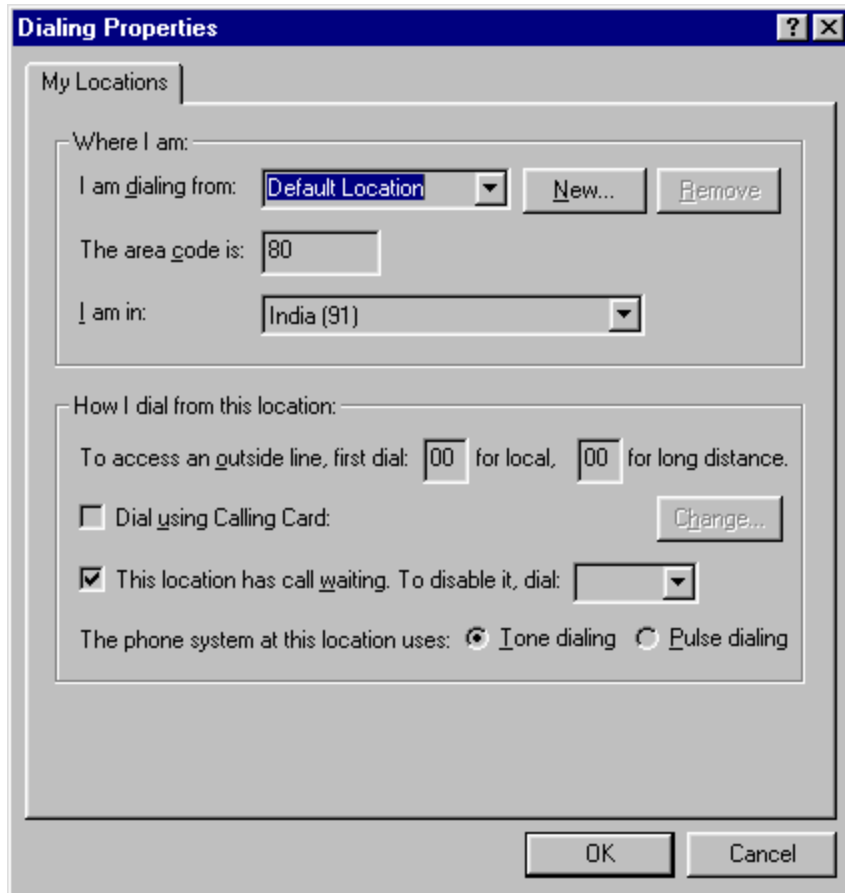 Dialing Properties
My Locations
Where I am:
I am dialing from: Default Location New... Remove
The area code is: 80
I am in: India (91)
How I dial from this location:
To access an outside line, first dial: 00 for local, 00 for long distance.
Dial using Calling Card: Change...
This location has call waiting. To disable it, dial:
The phone system at this location uses: Tone dialing Pulse dialing
OK Cancel